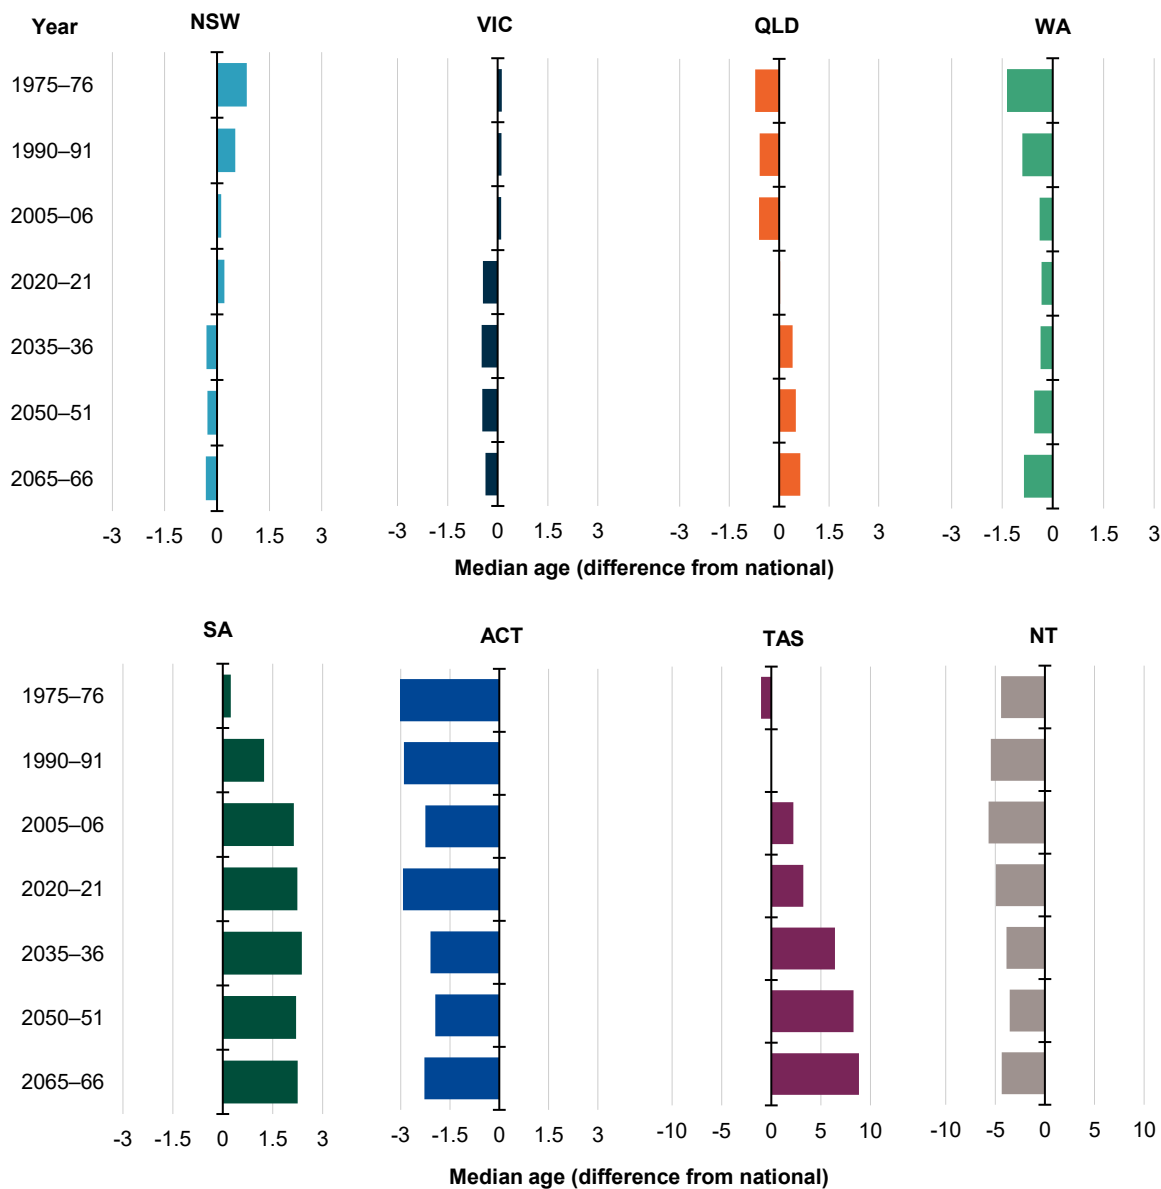 Year NSW VIC QLD WA
1975–76
1990–91
2005–06
2020–21
2035–36
2050–51
2065–66
-3 -1.5 0 1.5 3 -3 -1.5 0 1.5 3 -3 -1.5 0 1.5 3 -3 -1.5 0 1.5 3
Median age (difference from national)
SA ACT TAS NT
1975–76
1990–91
2005–06
2020–21
2035–36
2050–51
2065–66
-3 -1.5 0 1.5 3 -3 -1.5 0 1.5 3 -10 -5 0 5 10 -10 -5 0 5 10
Median age (difference from national)